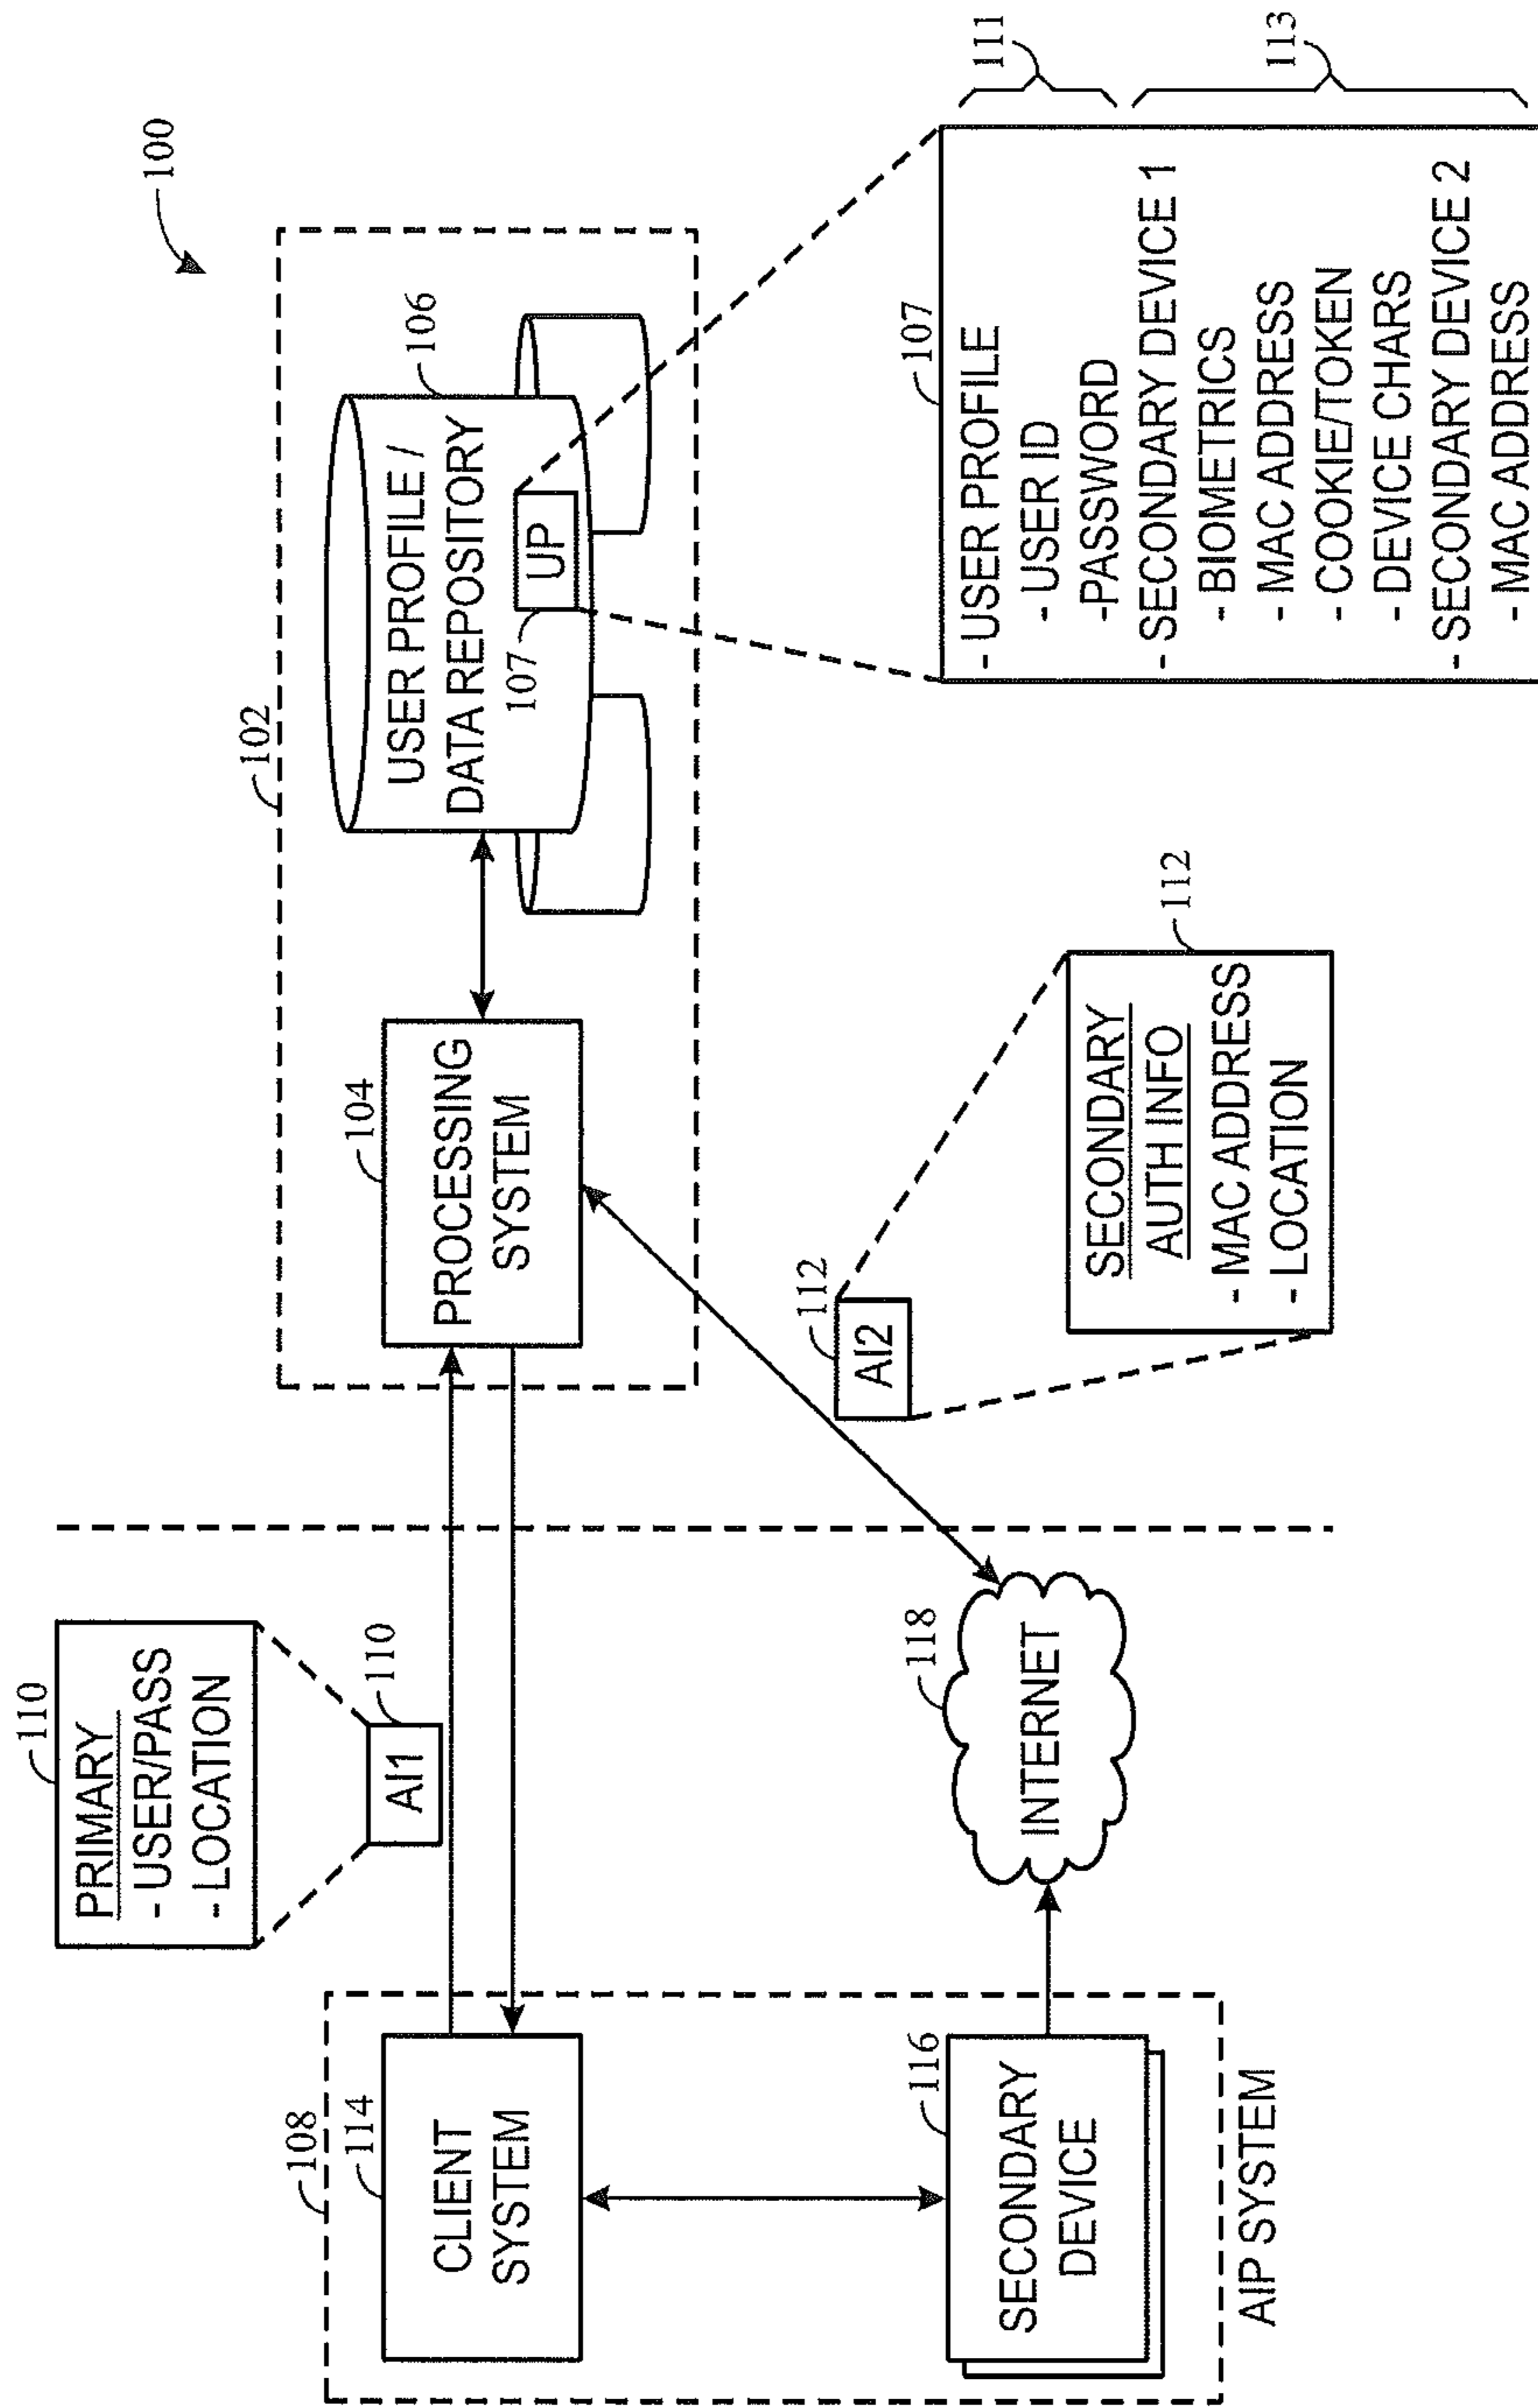 100
110
PRIMARY
- USER/PASS
- LOCATION
102
108
114
CLIENT
SYSTEM
AI1
110
104
PROCESSING
SYSTEM
106
USER PROFILE /
DATA REPOSITORY
107
UP
116
SECONDARY
DEVICE
AIP SYSTEM
118
INTERNET
112
AI2
112
SECONDARY
AUTH INFO
- MAC ADDRESS
- LOCATION
107
- USER PROFILE
- USER ID
-PASSWORD
- SECONDARY DEVICE 1
- BIOMETRICS
- MAC ADDRESS
- COOKIE/TOKEN
- DEVICE CHARS
- SECONDARY DEVICE 2
- MAC ADDRESS
111
113